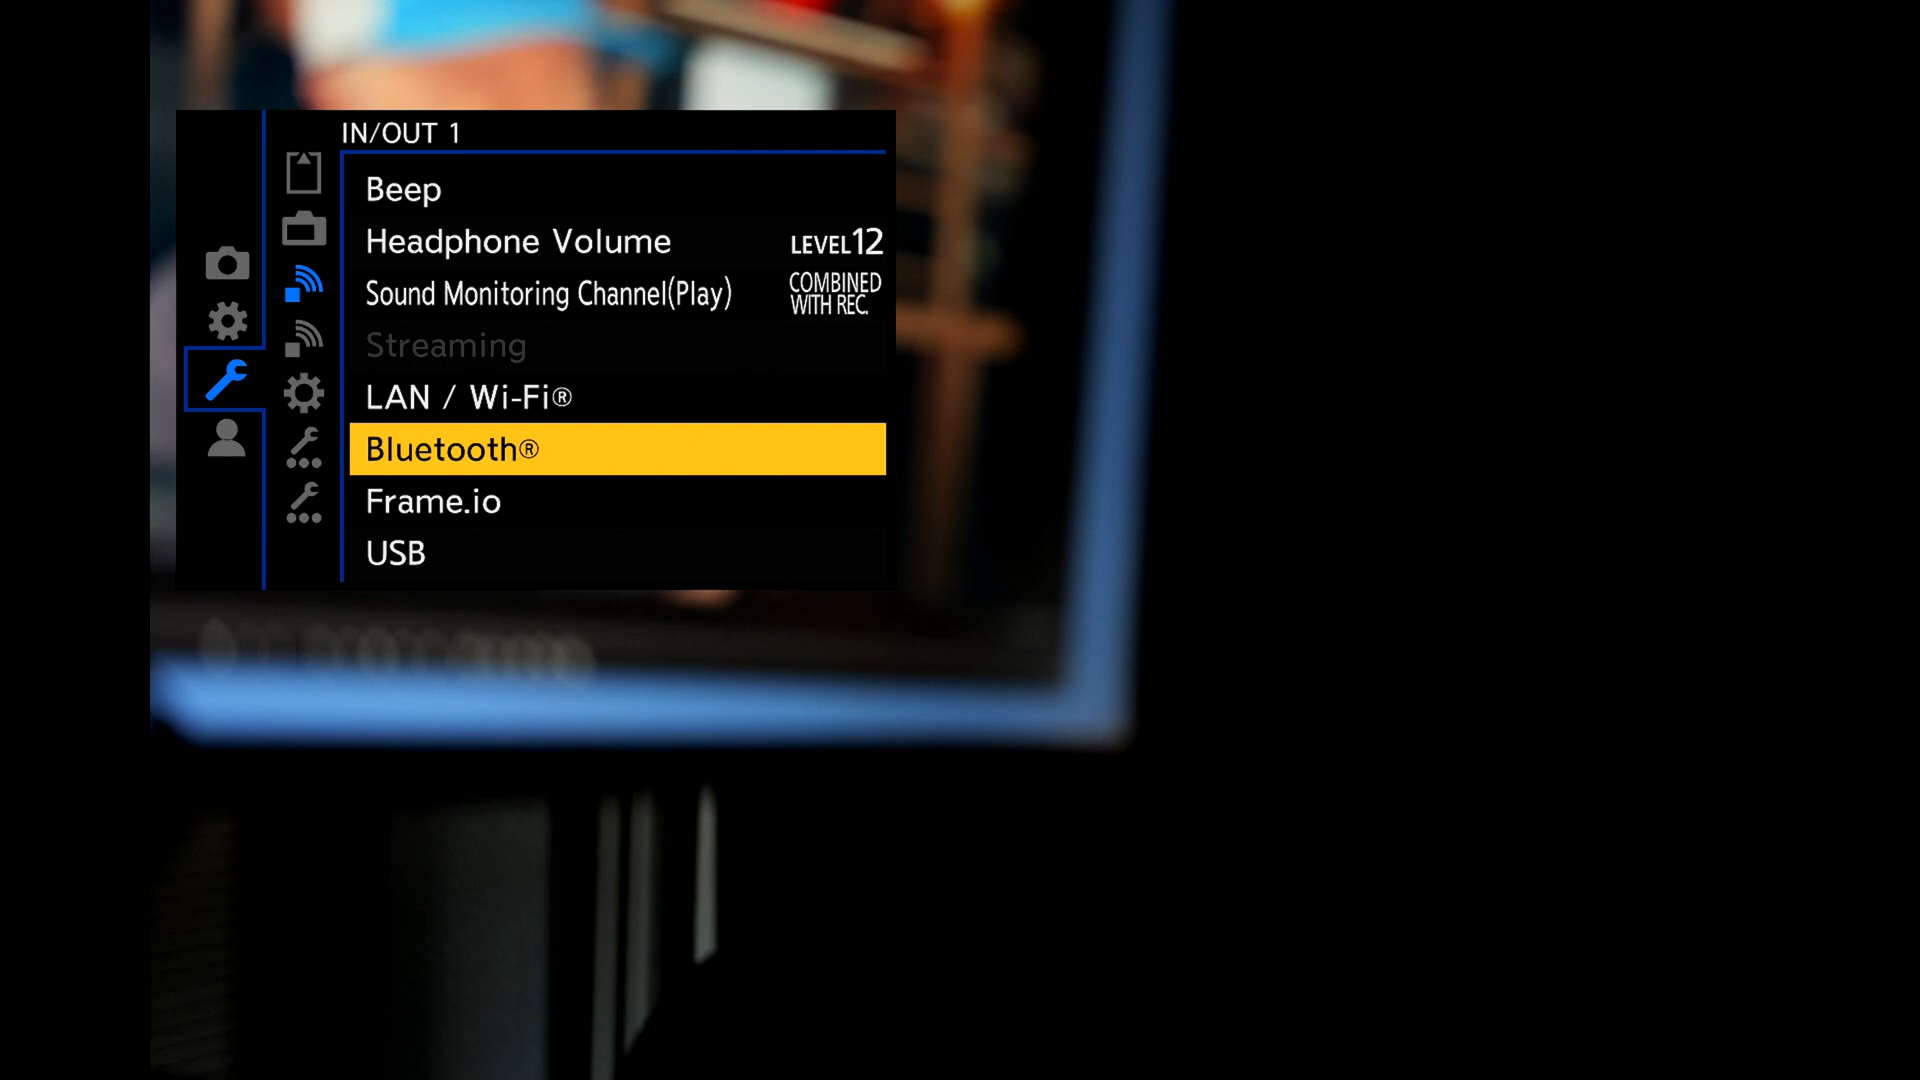 IN/OUT 1
Beep
Headphone Volume LEVEL12
Sound Monitoring Channel(Play) COMBINED WITH REC.
Streaming
LAN / Wi-Fi®
Bluetooth®
Frame.io
USB